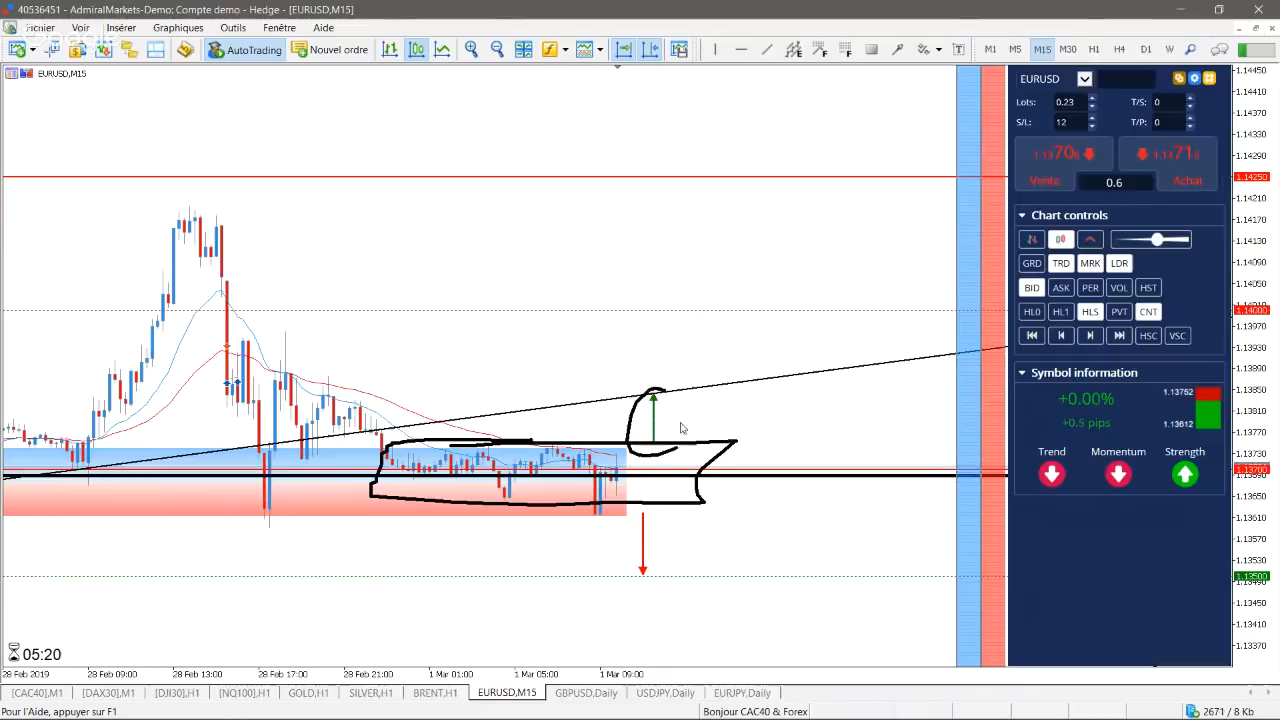 40536451 - AdmiralMarkets-Demo: Compte demo - Hedge - [EURUSD,M15]
Fichier Voir Insérer Graphiques Outils Fenêtre Aide
AutoTrading Nouvel ordre M1 M5 M15 M30 H1 H4 D1 W
EURUSD,M15
EURUSD
Lots: 0.23 T/S: 0
S/L: 12 T/P: 0
Vente 0.6 Achat
Chart controls
GRD TRD MRK LDR
BID ASK PER VOL HST
HL0 HL1 HLS PVT CNT
HSC VSC
Symbol information
+0.00%
+0.5 pips
1.13752
1.13612
Trend Momentum Strength
1.14450
1.14410
1.14370
1.14330
1.14290
1.14250
1.14210
1.14170
1.14130
1.14090
1.14050
1.14000
1.13970
1.13930
1.13850
1.13810
1.13770
1.13730
1.13700
1.13650
1.13610
1.13570
1.13530
1.13500
1.13490
1.13450
1.13410
1.13370
05:20
28 Feb 2019 28 Feb 09:00 28 Feb 13:00 28 Feb 17:00 28 Feb 21:00 1 Mar 01:00 1 Mar 05:00 1 Mar 09:00
[CAC40],M1 [DAX30],M1 [DJI30],H1 [NQ100],H1 GOLD,H1 SILVER,H1 BRENT,H1 EURUSD,M15 GBPUSD,Daily USDJPY,Daily EURJPY,Daily
Pour l'Aide, appuyer sur F1 Bonjour CAC40 & Forex 2671 / 8 Kb